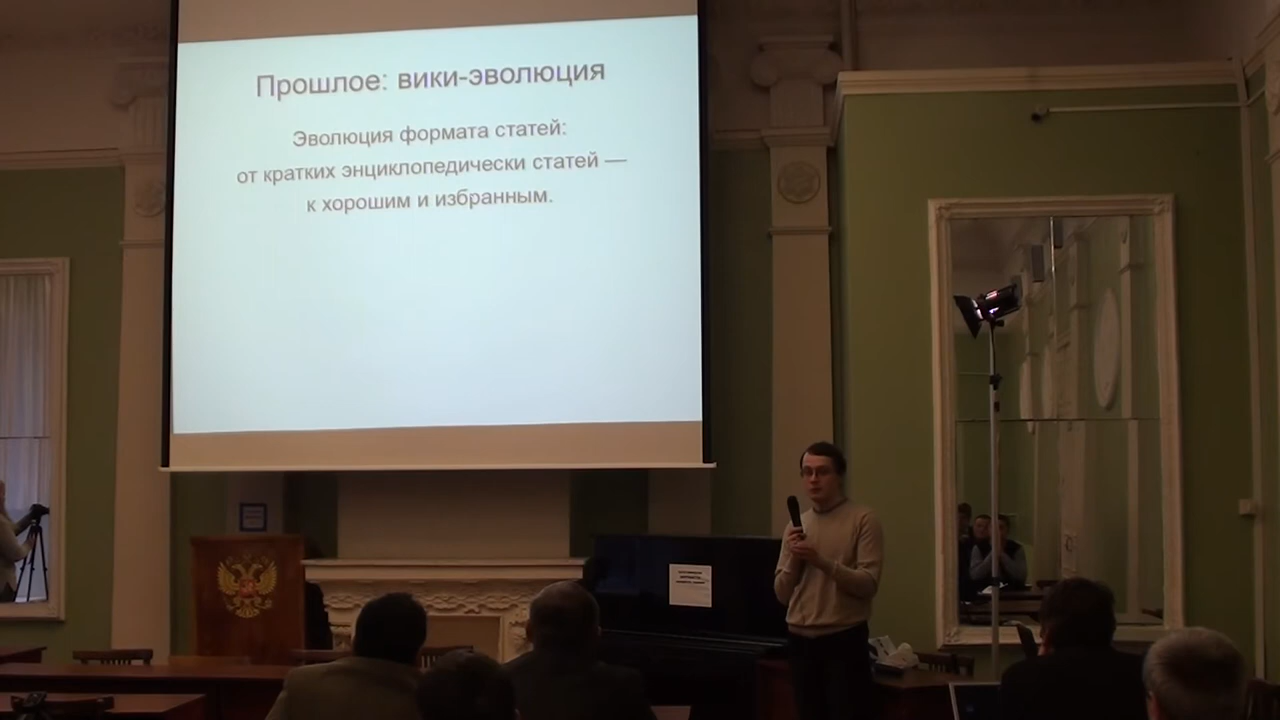 Прошлое: вики-эволюция
Эволюция формата статей:
от кратких энциклопедически статей —
к хорошим и избранным.